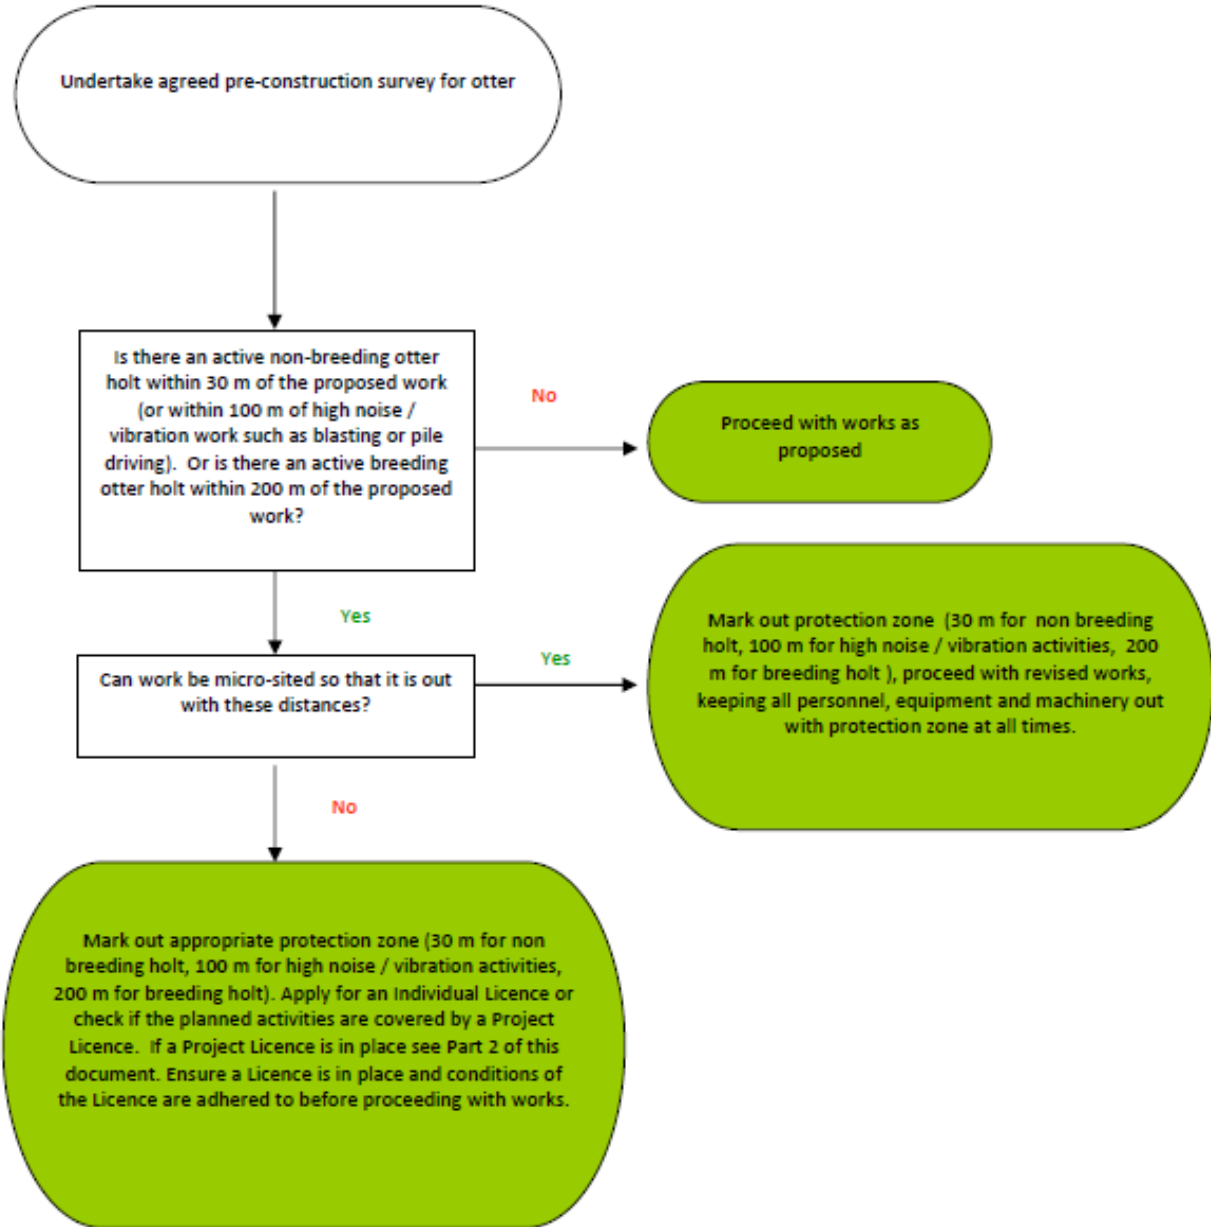 Undertake agreed pre-construction survey for otter
Is there an active non-breeding otter
holt within 30 m of the proposed work
(or within 100 m of high noise /
vibration work such as blasting or pile
driving).  Or is there an active breeding
otter holt within 200 m of the proposed
work?
No
Proceed with works as
proposed
Yes
Can work be micro-sited so that it is out
with these distances?
Yes
Mark out protection zone  (30 m for  non breeding
holt, 100 m for high noise / vibration activities,  200
m for breeding holt ), proceed with revised works,
keeping all personnel, equipment and machinery out
with protection zone at all times.
No
Mark out appropriate protection zone (30 m for non
breeding holt, 100 m for high noise / vibration activities,
200 m for breeding holt). Apply for an Individual Licence or
check if the planned activities are covered by a Project
Licence.  If a Project Licence is in place see Part 2 of this
document. Ensure a Licence is in place and conditions of
the Licence are adhered to before proceeding with works.